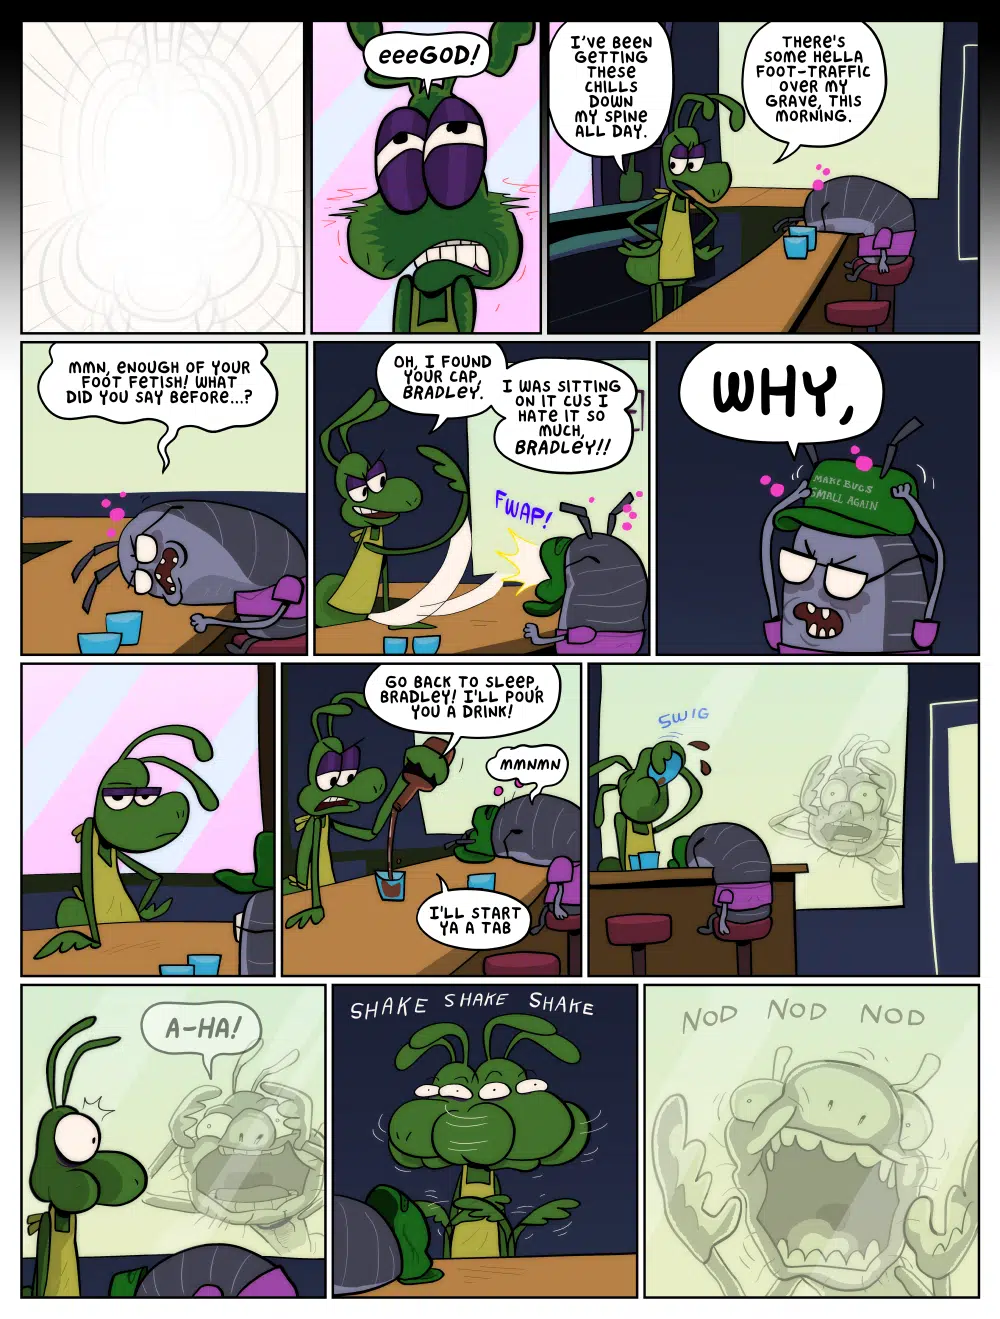 eeeGOD!
I'VE BEEN
GETTING
THESE
CHILLS
DOWN
MY SPINE
ALL DAY.
THERE'S
SOME HELLA
FOOT-TRAFFIC
OVER MY
GRAVE, THIS
MORNING.
MMN, ENOUGH OF YOUR
FOOT FETISH! WHAT
DID YOU SAY BEFORE...?
OH, I FOUND
YOUR CAP,
BRADLEY.
I WAS SITTING
ON IT CUS I
HATE IT SO
MUCH,
BRADLEY!!
FWAP!
WHY,
MAKE BUGS
SMALL AGAIN
GO BACK TO SLEEP,
BRADLEY! I'LL POUR
YOU A DRINK!
MMNMN
I'LL START
YA A TAB
SWIG
A-HA!
SHAKE SHAKE SHAKE
NOD NOD NOD